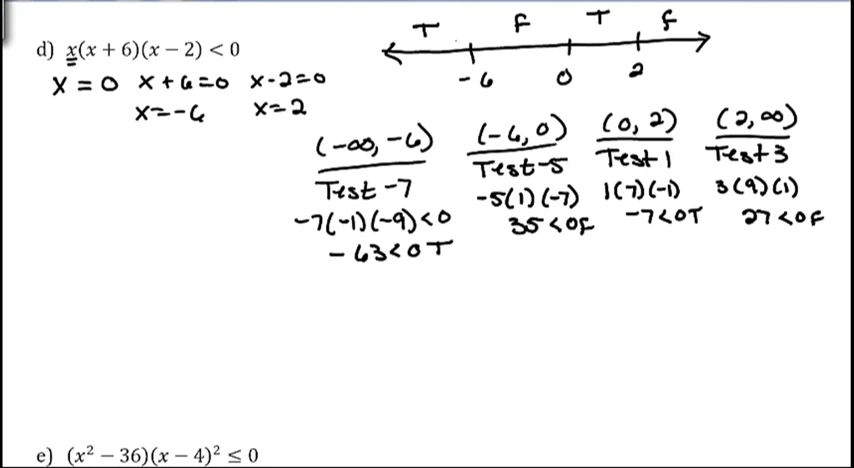 T F T F
d) x(x + 6)(x − 2) < 0
-6 0 2
x = 0 x + 6 = 0 x - 2 = 0
x = -6 x = 2
(-∞, -6) (-6, 0) (0, 2) (2, ∞)
Test -7 Test -5 Test 1 Test 3
-7(-1)(-9) < 0 -5(1)(-7) 1(7)(-1) 3(9)(1)
-63 < 0 T 35 < 0 F -7 < 0 T 27 < 0 F
e) (x² − 36)(x − 4)² ≤ 0